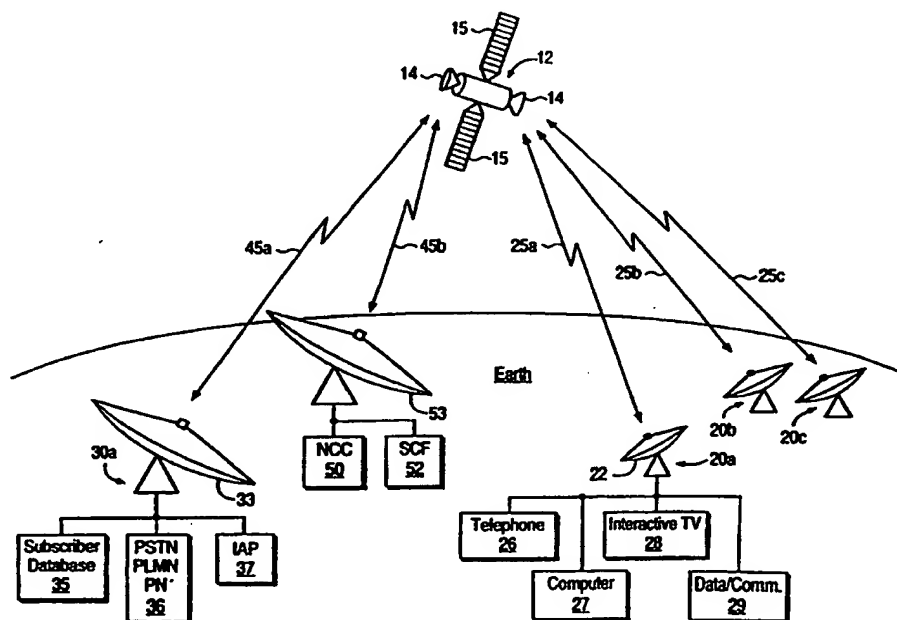 15
12
14
14
15
45a
45b
25a
25b
25c
Earth
53
20b
20c
30a
33
NCC
50
SCF
52
22
20a
Subscriber
Database
35
PSTN
PLMN
PN
36
IAP
37
Telephone
26
Interactive TV
28
Computer
27
Data/Comm.
29